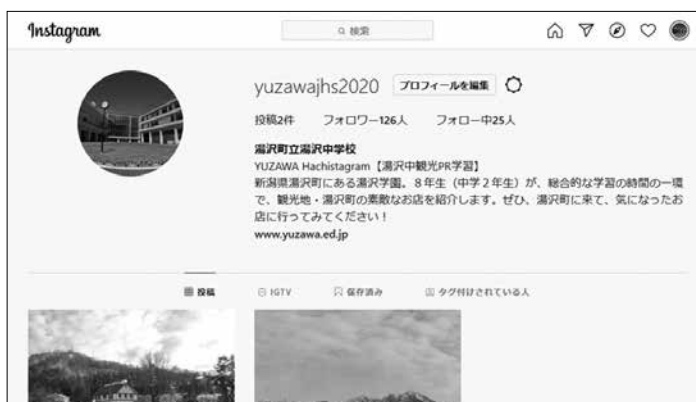 Instagram
検索
yuzawajhs2020 プロフィールを編集
投稿2件 フォロワー126人 フォロー中25人
湯沢町立湯沢中学校
YUZAWA Hachistagram【湯沢中観光PR学習】
新潟県湯沢町にある湯沢学園。8年生(中学2年生)が、総合的な学習の時間の一環
で、観光地・湯沢町の素敵なお店を紹介します。ぜひ、湯沢町に来て、気になったお
店に行ってみてください!
www.yuzawa.ed.jp
投稿 IGTV 保存済み タグ付けされている人